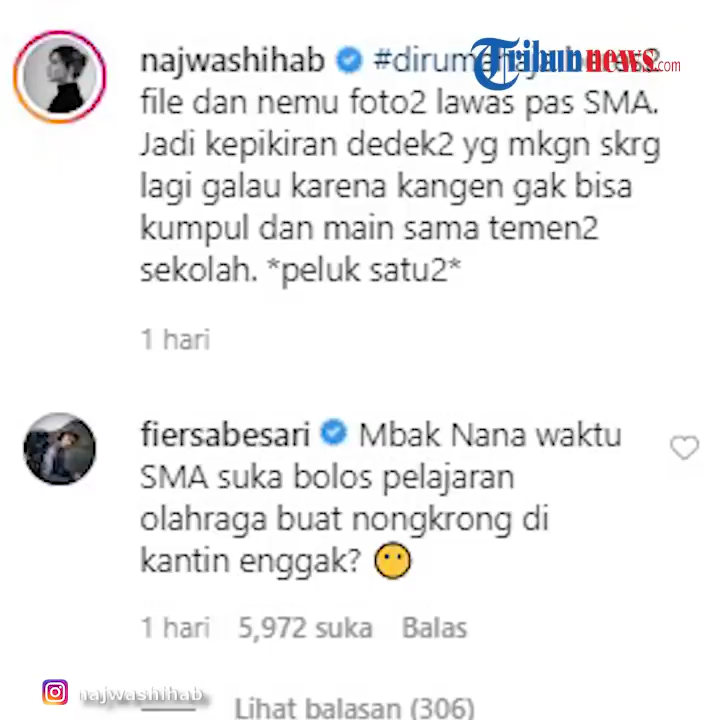 najwashihab #dirumah
Tribunnews.com
file dan nemu foto2 lawas pas SMA.
Jadi kepikiran dedek2 yg mkgn skrg
lagi galau karena kangen gak bisa
kumpul dan main sama temen2
sekolah. *peluk satu2*
1 hari
fiersabesari Mbak Nana waktu
SMA suka bolos pelajaran
olahraga buat nongkrong di
kantin enggak?
1 hari 5,972 suka Balas
najwashihab
Lihat balasan (306)